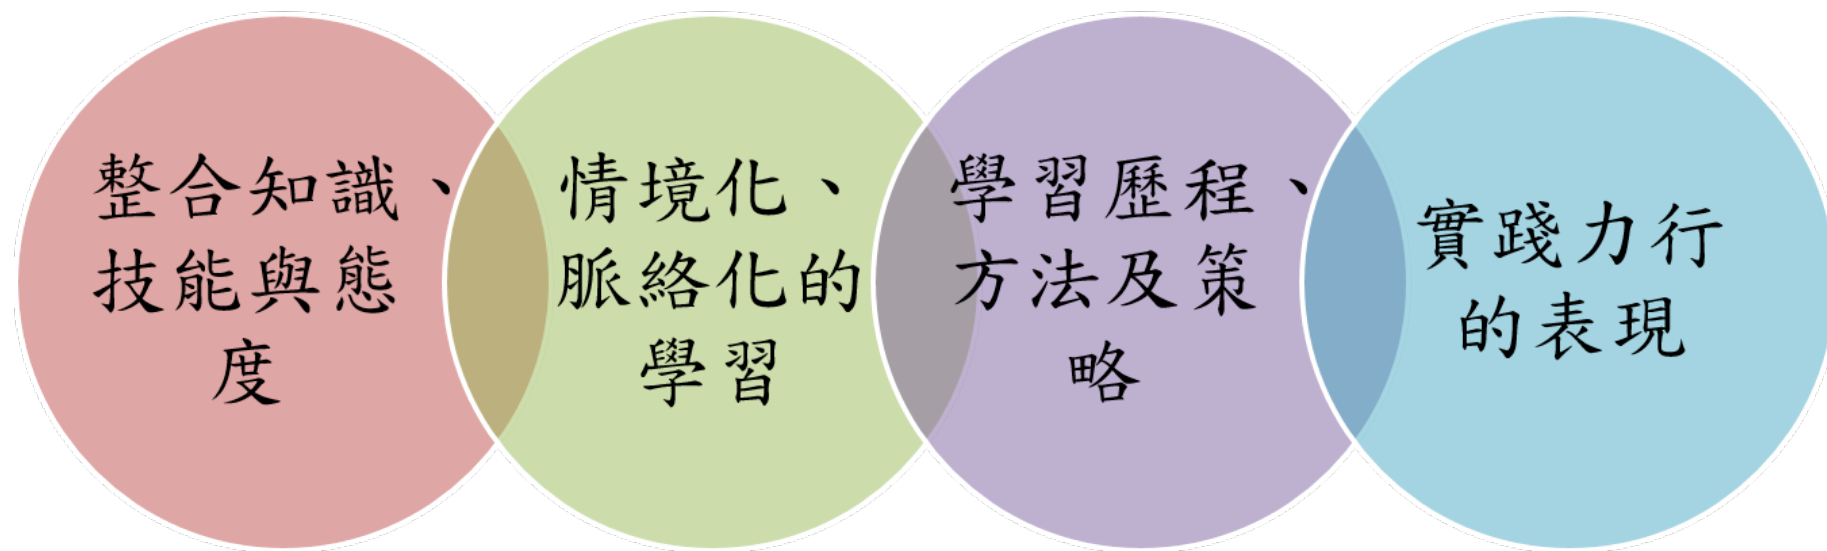 整合知識、
技能與態
度
情境化、
脈絡化的
學習
學習歷程、
方法及策
略
實踐力行
的表現